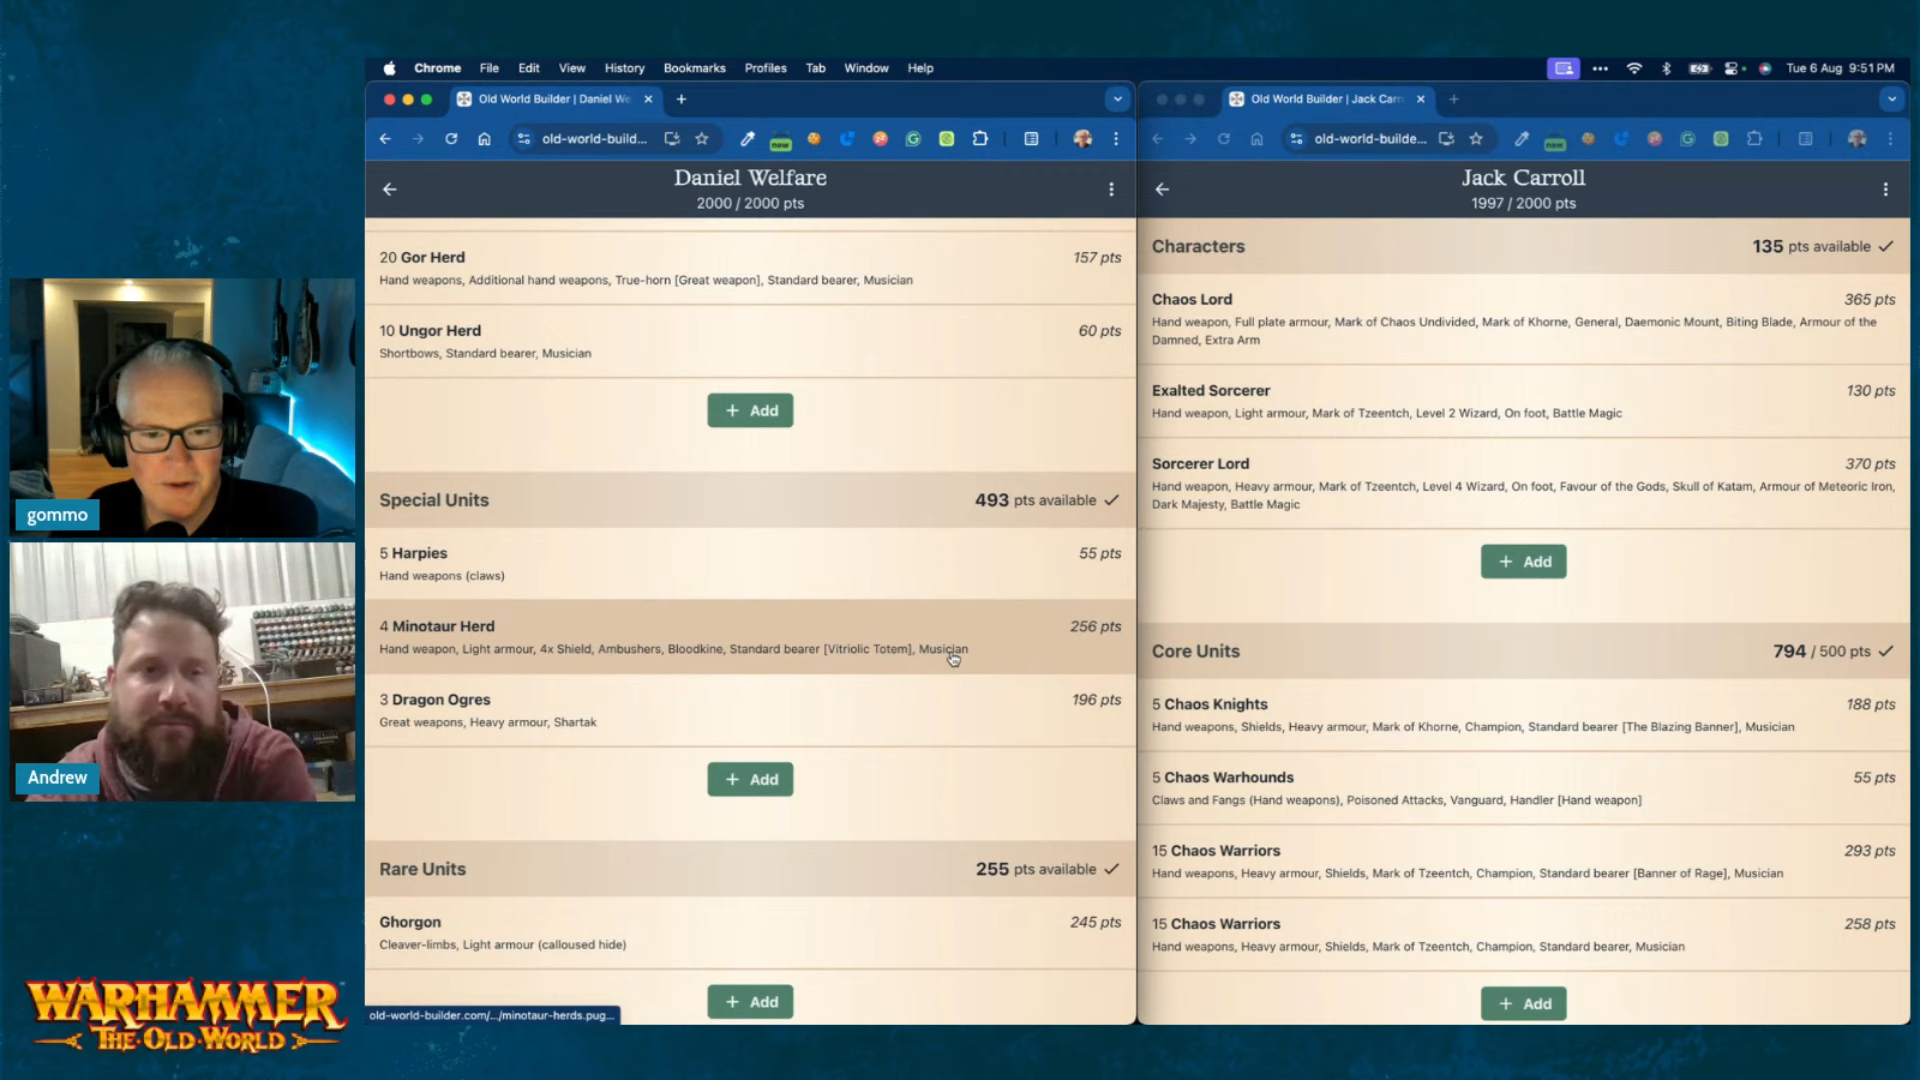 Chrome File Edit View History Bookmarks Profiles Tab Window Help
Tue 6 Aug 9:51 PM
Old World Builder | Daniel We
old-world-build...
new
Daniel Welfare
2000 / 2000 pts
20 Gor Herd 157 pts
Hand weapons, Additional hand weapons, True-horn [Great weapon], Standard bearer, Musician
10 Ungor Herd 60 pts
Shortbows, Standard bearer, Musician
+ Add
Special Units 493 pts available
5 Harpies 55 pts
Hand weapons (claws)
4 Minotaur Herd 256 pts
Hand weapon, Light armour, 4x Shield, Ambushers, Bloodkine, Standard bearer [Vitriolic Totem], Musician
3 Dragon Ogres 196 pts
Great weapons, Heavy armour, Shartak
+ Add
Rare Units 255 pts available
Ghorgon 245 pts
Cleaver-limbs, Light armour (calloused hide)
+ Add
old-world-builder.com/.../minotaur-herds.pug...
Old World Builder | Jack Carr
old-world-builde...
new
Jack Carroll
1997 / 2000 pts
Characters 135 pts available
Chaos Lord 365 pts
Hand weapon, Full plate armour, Mark of Chaos Undivided, Mark of Khorne, General, Daemonic Mount, Biting Blade, Armour of the
Damned, Extra Arm
Exalted Sorcerer 130 pts
Hand weapon, Light armour, Mark of Tzeentch, Level 2 Wizard, On foot, Battle Magic
Sorcerer Lord 370 pts
Hand weapon, Heavy armour, Mark of Tzeentch, Level 4 Wizard, On foot, Favour of the Gods, Skull of Katam, Armour of Meteoric Iron,
Dark Majesty, Battle Magic
+ Add
Core Units 794 / 500 pts
5 Chaos Knights 188 pts
Hand weapons, Shields, Heavy armour, Mark of Khorne, Champion, Standard bearer [The Blazing Banner], Musician
5 Chaos Warhounds 55 pts
Claws and Fangs (Hand weapons), Poisoned Attacks, Vanguard, Handler [Hand weapon]
15 Chaos Warriors 293 pts
Hand weapons, Heavy armour, Shields, Mark of Tzeentch, Champion, Standard bearer [Banner of Rage], Musician
15 Chaos Warriors 258 pts
Hand weapons, Heavy armour, Shields, Mark of Tzeentch, Champion, Standard bearer, Musician
+ Add
gommo
Andrew
WARHAMMER
THE OLD WORLD